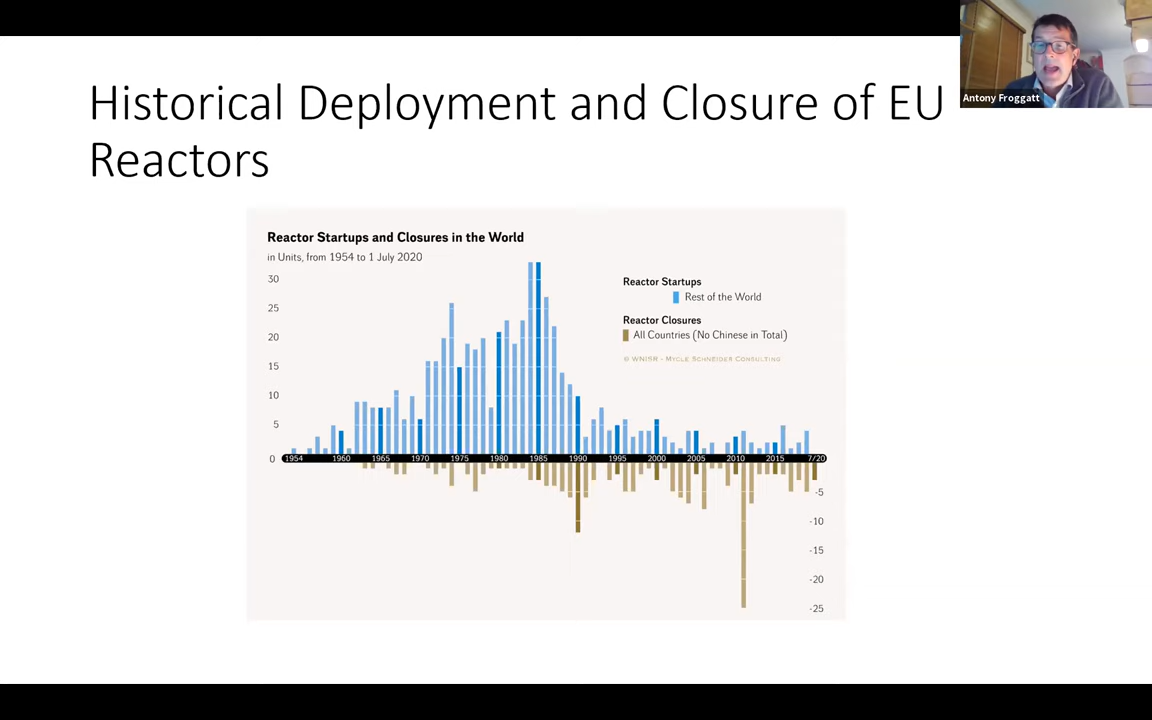 Historical Deployment and Closure of EU
Reactors
Antony Froggatt
Reactor Startups and Closures in the World
in Units, from 1954 to 1 July 2020
30
25
20
15
10
5
0
Reactor Startups
Rest of the World
Reactor Closures
All Countries (No Chinese in Total)
© WNISR - Mycle Schneider Consulting
1954 1960 1965 1970 1975 1980 1985 1990 1995 2000 2005 2010 2015 7/20
-5
-10
-15
-20
-25